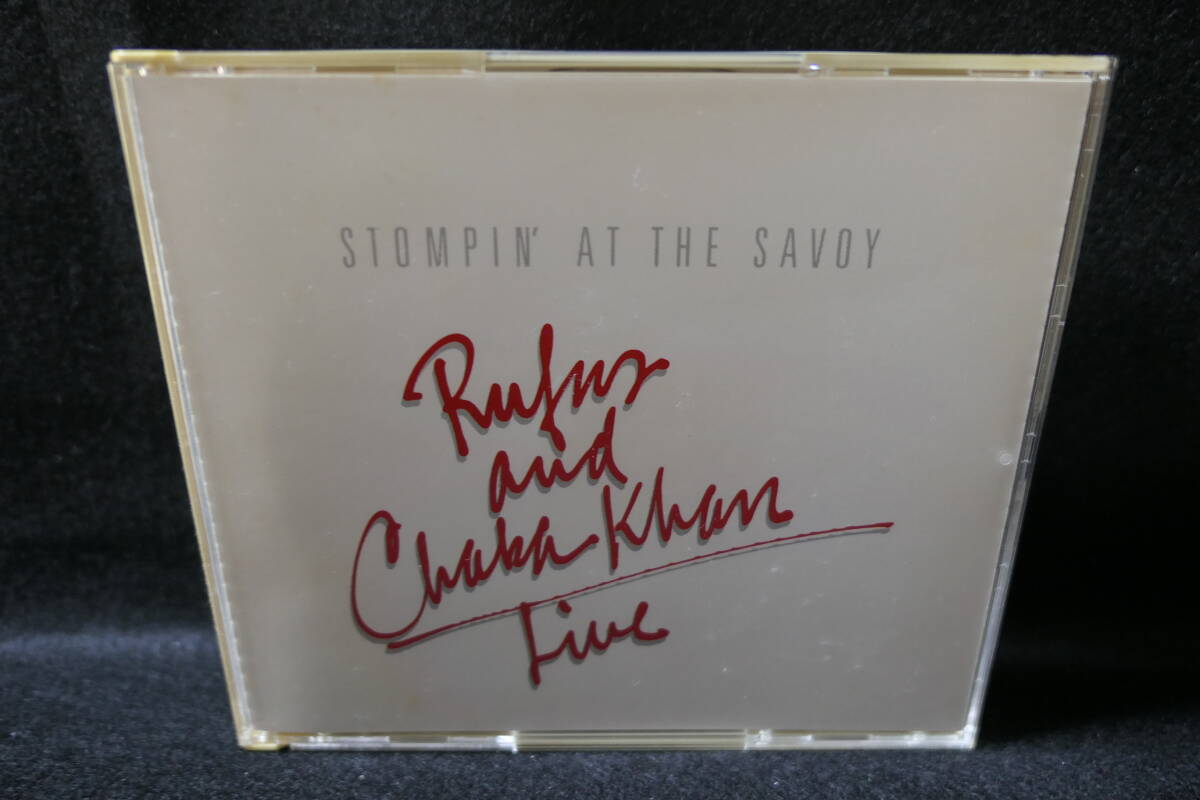 STOMPIN' AT THE SAVOY
Rufus
and
Chaka Khan
Live